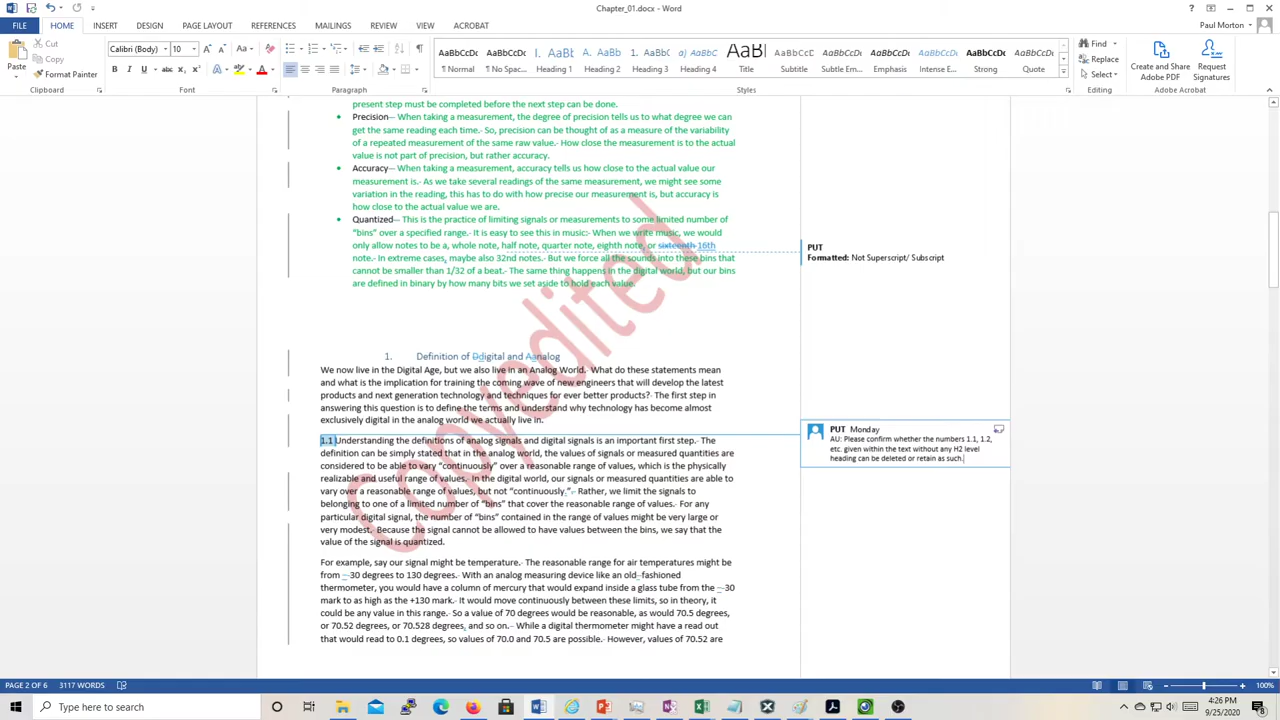 Chapter_01.docx - Word
FILE HOME INSERT DESIGN PAGE LAYOUT REFERENCES MAILINGS REVIEW VIEW ACROBAT
Paul Morton
Paste
Cut
Copy
Format Painter
Calibri (Body) 10
AaBbCcDc AaBbCcDc I. AaBb A. AaBb 1. AaBbC a) AaBbC AaBb AaBbCcC AaBbCcDt AaBbCcDt AaBbCcDt AaBbCcDc AaBbCcDt
¶ Normal ¶ No Spac... Heading 1 Heading 2 Heading 3 Heading 4 Title Subtitle Subtle Em... Emphasis Intense E... Strong Quote
Find
Replace
Select
Create and Share Adobe PDF
Request Signatures
Clipboard Font Paragraph Styles Editing Adobe Acrobat
present step must be completed before the next step can be done.
• Precision-- When taking a measurement, the degree of precision tells us to what degree we can
get the same reading each time. So, precision can be thought of as a measure of the variability
of a repeated measurement of the same raw value. How close the measurement is to the actual
value is not part of precision, but rather accuracy.
• Accuracy-- When taking a measurement, accuracy tells us how close to the actual value our
measurement is. As we take several readings of the same measurement, we might see some
variation in the reading, this has to do with how precise our measurement is, but accuracy is
how close to the actual value we are.
• Quantized-- This is the practice of limiting signals or measurements to some limited number of
"bins" over a specified range. It is easy to see this in music: When we write music, we would
only allow notes to be a, whole note, half note, quarter note, eighth note, or sixteenth 16th
note. In extreme cases, maybe also 32nd notes. But we force all the sounds into these bins that
cannot be smaller than 1/32 of a beat. The same thing happens in the digital world, but our bins
are defined in binary by how many bits we set aside to hold each value.
PUT
Formatted: Not Superscript/ Subscript
1. Definition of Ddigital and Aanalog
We now live in the Digital Age, but we also live in an Analog World. What do these statements mean
and what is the implication for training the coming wave of new engineers that will develop the latest
products and next generation technology and techniques for ever better products? The first step in
answering this question is to define the terms and understand why technology has become almost
exclusively digital in the analog world we actually live in.
1.1 Understanding the definitions of analog signals and digital signals is an important first step. The
definition can be simply stated that in the analog world, the values of signals or measured quantities are
considered to be able to vary "continuously" over a reasonable range of values, which is the physically
realizable and useful range of values. In the digital world, our signals or measured quantities are able to
vary over a reasonable range of values, but not "continuously,". Rather, we limit the signals to
belonging to one of a limited number of "bins" that cover the reasonable range of values. For any
particular digital signal, the number of "bins" contained in the range of values might be very large or
very modest. Because the signal cannot be allowed to have values between the bins, we say that the
value of the signal is quantized.
PUT Monday
AU: Please confirm whether the numbers 1.1, 1.2,
etc. given within the text without any H2 level
heading can be deleted or retain as such.
For example, say our signal might be temperature. The reasonable range for air temperatures might be
from −-30 degrees to 130 degrees. With an analog measuring device like an old-fashioned
thermometer, you would have a column of mercury that would expand inside a glass tube from the −-30
mark to as high as the +130 mark. It would move continuously between these limits, so in theory, it
could be any value in this range. So a value of 70 degrees would be reasonable, as would 70.5 degrees,
or 70.52 degrees, or 70.528 degrees, and so on. While a digital thermometer might have a read out
that would read to 0.1 degrees, so values of 70.0 and 70.5 are possible. However, values of 70.52 are
Copyedited
PAGE 2 OF 6 3117 WORDS
100%
Type here to search
4:26 PM
9/25/2020